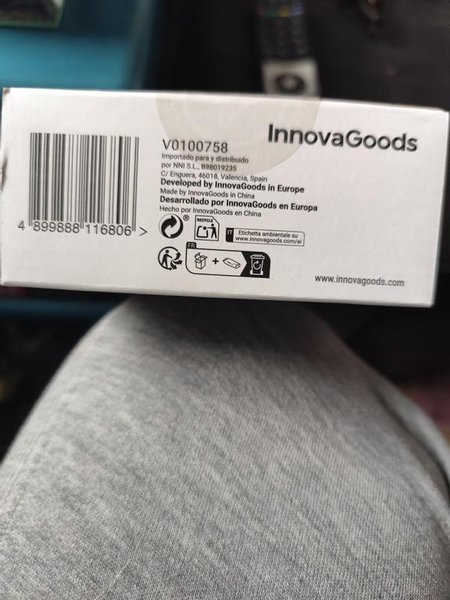 InnovaGoods
V0100758
Importado para y distribuido
por NNI S.L., B98019235
C/ Enguera, 46018, Valencia, Spain
Developed by InnovaGoods in Europe
Made by InnovaGoods in China
Desarrollado por InnovaGoods en Europa
Hecho por InnovaGoods en China
4 899888 116806 >
RECYCLE
IT
Etichetta ambientale su
www.innovagoods.com/el
FR
+
www.innovagoods.com